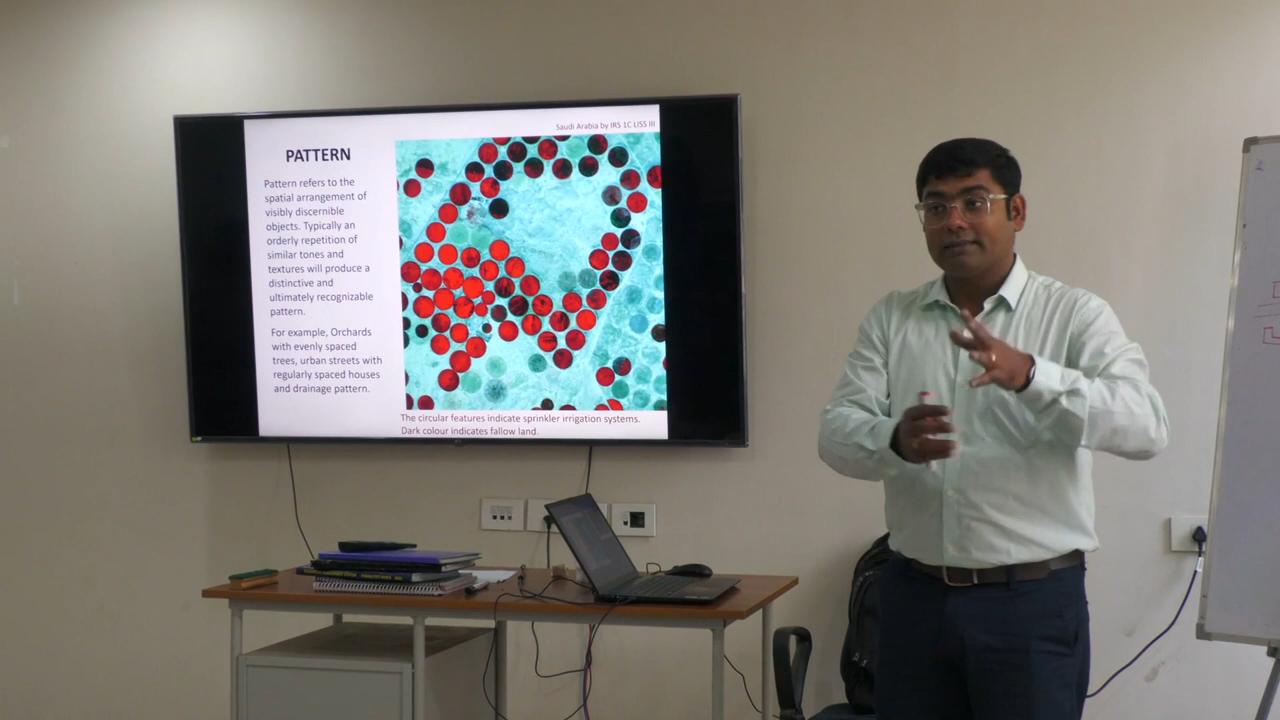 Saudi Arabia by IRS 1C LISS III
PATTERN
Pattern refers to the
spatial arrangement of
visibly discernible
objects. Typically an
orderly repetition of
similar tones and
textures will produce a
distinctive and
ultimately recognizable
pattern.
For example, Orchards
with evenly spaced
trees, urban streets with
regularly spaced houses
and drainage pattern.
The circular features indicate sprinkler irrigation systems.
Dark colour indicates fallow land.